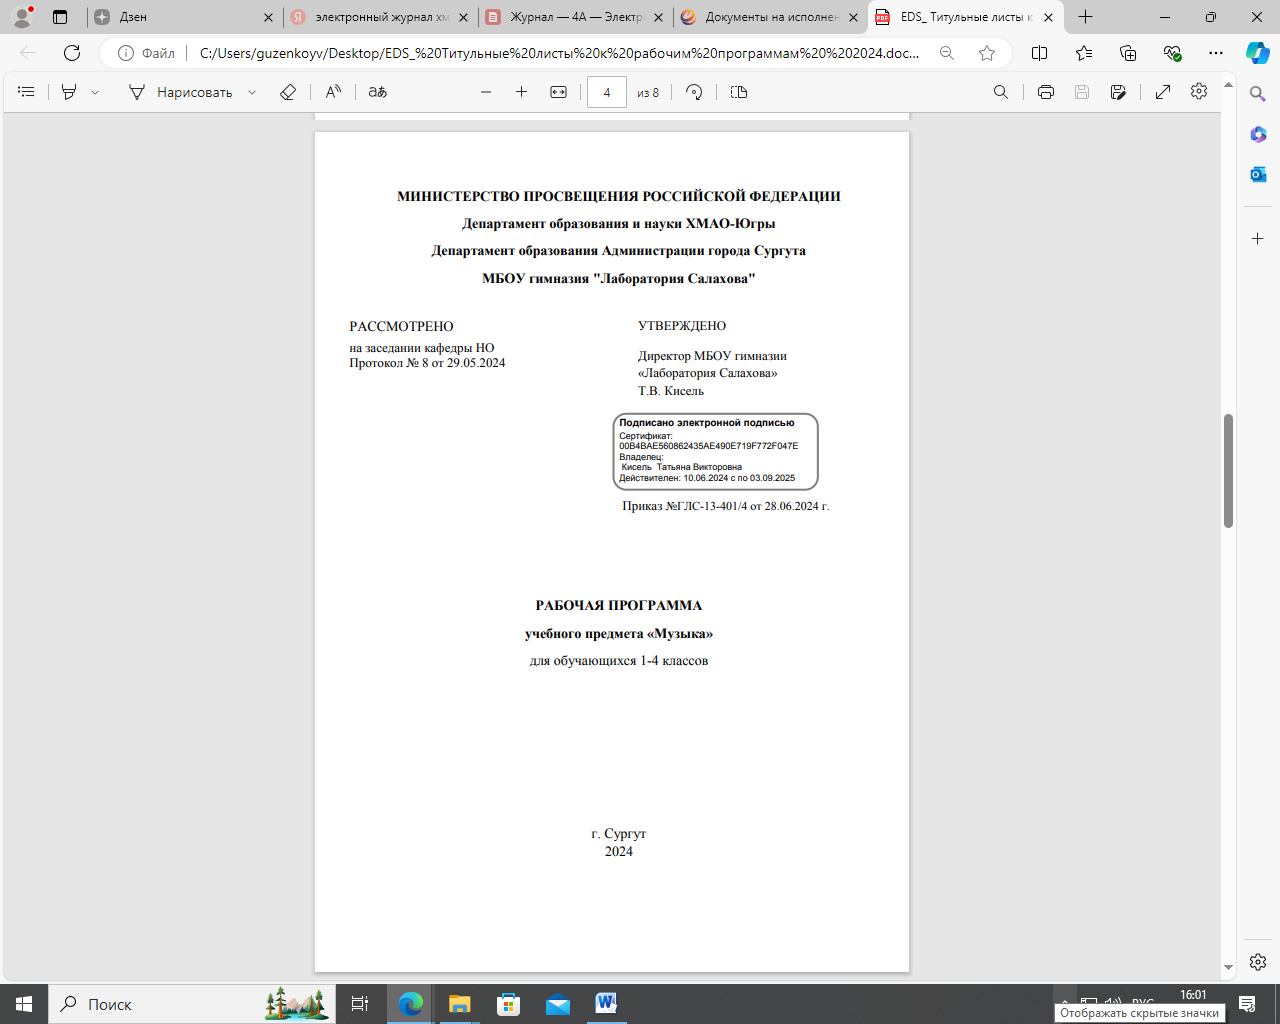 Дзен
электронный журнал хм
Журнал — 4А — Электр
Документы на исполнен
EDS_ Титульные листы к
Файл
C:/Users/guzenkoyv/Desktop/EDS_%20Титульные%20листы%20к%20рабочим%20программам%20%202024.doc...
Нарисовать
4
из 8
МИНИСТЕРСТВО ПРОСВЕЩЕНИЯ РОССИЙСКОЙ ФЕДЕРАЦИИ
Департамент образования и науки ХМАО-Югры
Департамент образования Администрации города Сургута
МБОУ гимназия "Лаборатория Салахова"
РАССМОТРЕНО
на заседании кафедры НО
Протокол № 8 от 29.05.2024
УТВЕРЖДЕНО
Директор МБОУ гимназии
«Лаборатория Салахова»
Т.В. Кисель
Подписано электронной подписью
Сертификат:
00B4BAE560862435AE490E719F772F047E
Владелец:
Кисель Татьяна Викторовна
Действителен: 10.06.2024 с по 03.09.2025
Приказ №ГЛС-13-401/4 от 28.06.2024 г.
РАБОЧАЯ ПРОГРАММА
учебного предмета «Музыка»
для обучающихся 1-4 классов
г. Сургут
2024
Поиск
16:01
Отображать скрытые значки